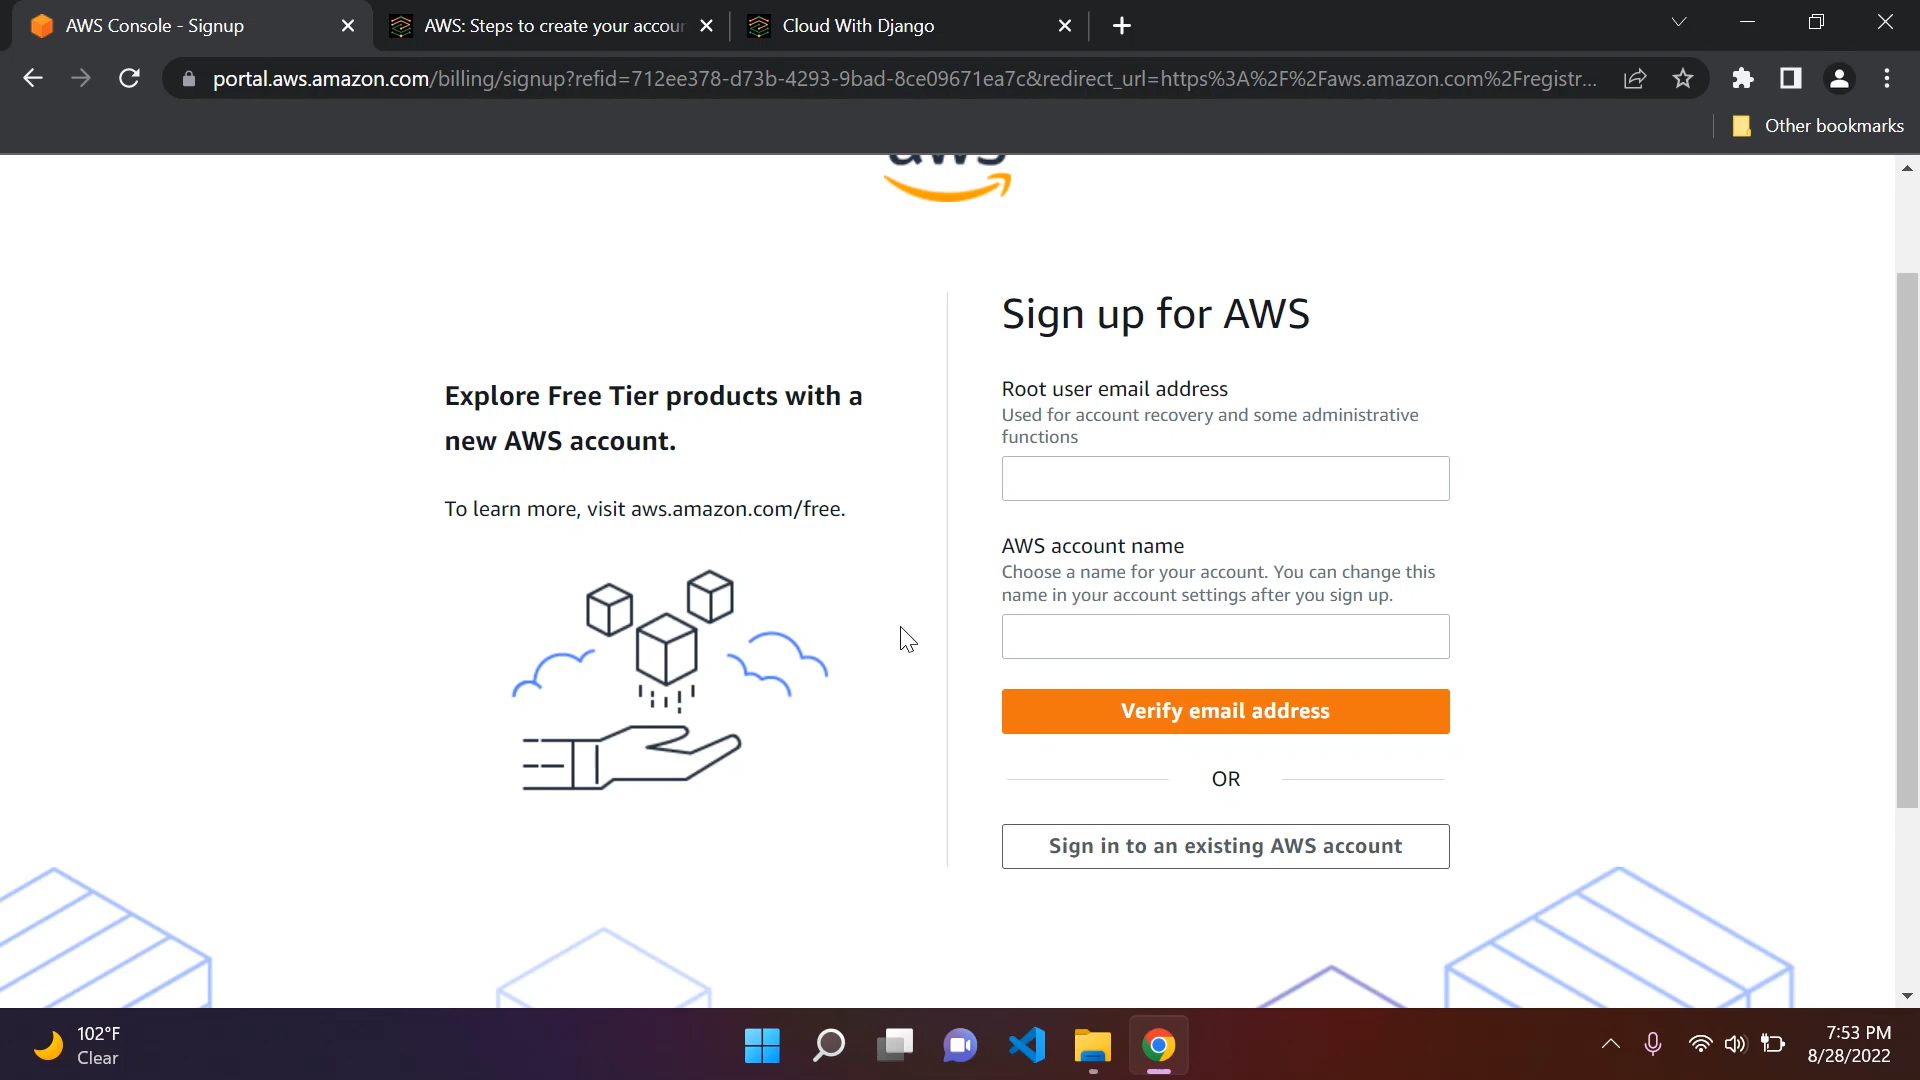 AWS Console - Signup
AWS: Steps to create your accour
Cloud With Django
portal.aws.amazon.com/billing/signup?refid=712ee378-d73b-4293-9bad-8ce09671ea7c&redirect_url=https%3A%2F%2Faws.amazon.com%2Fregistr...
Other bookmarks
aws
Explore Free Tier products with a
new AWS account.
To learn more, visit aws.amazon.com/free.
Sign up for AWS
Root user email address
Used for account recovery and some administrative
functions
AWS account name
Choose a name for your account. You can change this
name in your account settings after you sign up.
Verify email address
OR
Sign in to an existing AWS account
102°F
Clear
7:53 PM
8/28/2022